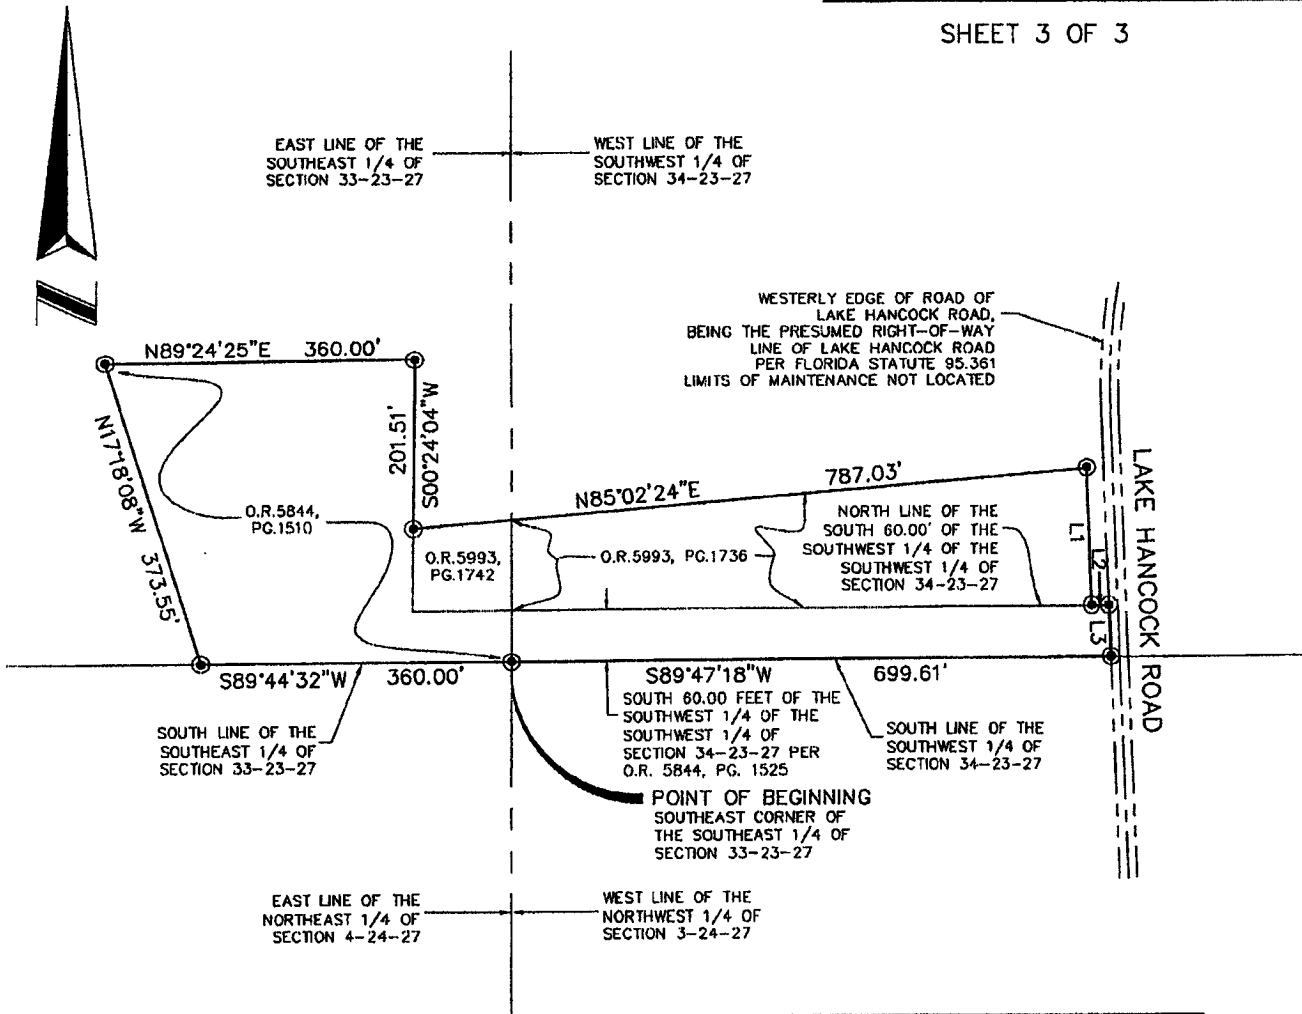 SHEET 3 OF 3
EAST LINE OF THE
SOUTHEAST 1/4 OF
SECTION 33-23-27
WEST LINE OF THE
SOUTHWEST 1/4 OF
SECTION 34-23-27
N
WESTERLY EDGE OF ROAD OF
LAKE HANCOCK ROAD,
BEING THE PRESUMED RIGHT-OF-WAY
LINE OF LAKE HANCOCK ROAD
PER FLORIDA STATUTE 95.361
LIMITS OF MAINTENANCE NOT LOCATED
N89°24'25"E 360.00'
201.51'
S00°24'04"W
N17°18'08"W 373.55'
O.R.5844,
PG.1510
N85°02'24"E 787.03'
O.R.5993,
PG.1742
O.R.5993, PG.1736
NORTH LINE OF THE
SOUTH 60.00' OF THE
SOUTHWEST 1/4 OF THE
SOUTHWEST 1/4 OF
SECTION 34-23-27
L1
L2
L3
LAKE HANCOCK ROAD
S89°44'32"W 360.00'
S89°47'18"W 699.61'
SOUTH LINE OF THE
SOUTHEAST 1/4 OF
SECTION 33-23-27
SOUTH 60.00 FEET OF THE
SOUTHWEST 1/4 OF THE
SOUTHWEST 1/4 OF
SECTION 34-23-27 PER
O.R. 5844, PG. 1525
SOUTH LINE OF THE
SOUTHWEST 1/4 OF
SECTION 34-23-27
POINT OF BEGINNING
SOUTHEAST CORNER OF
THE SOUTHEAST 1/4 OF
SECTION 33-23-27
EAST LINE OF THE
NORTHEAST 1/4 OF
SECTION 4-24-27
WEST LINE OF THE
NORTHWEST 1/4 OF
SECTION 3-24-27